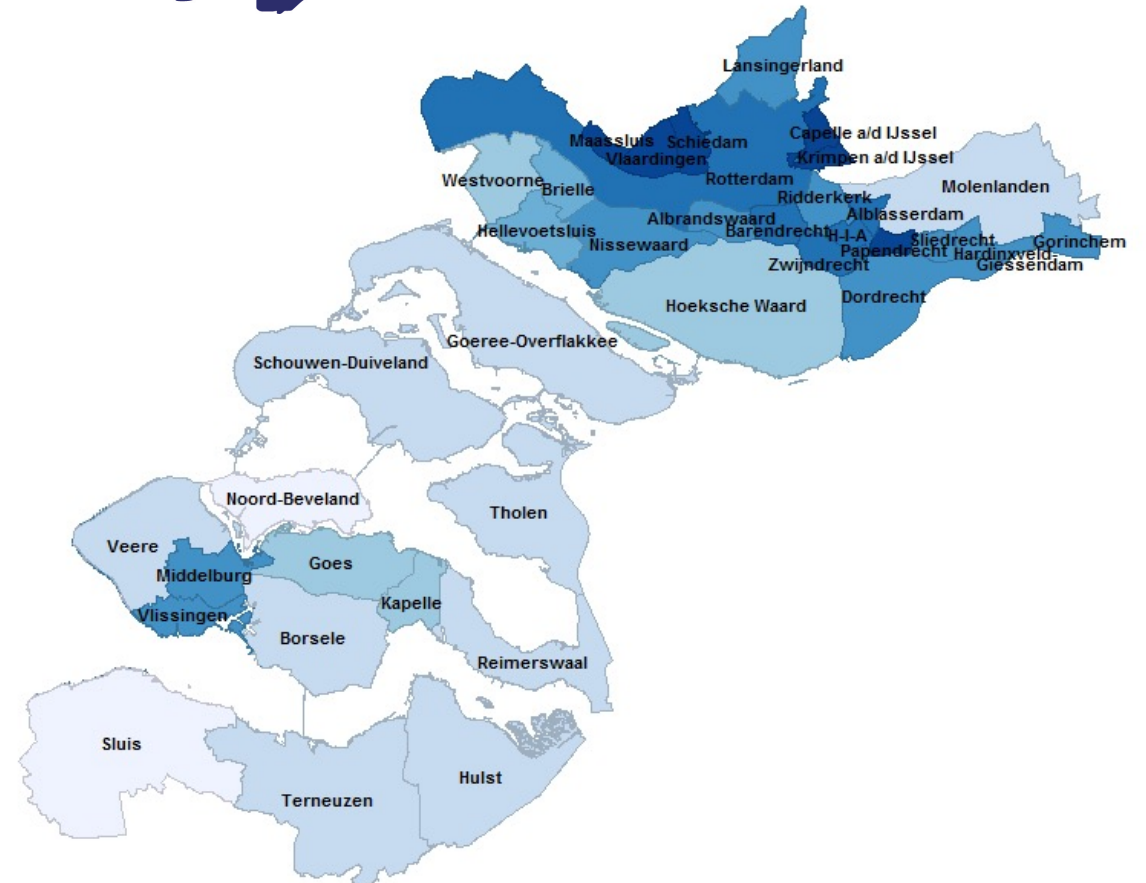 Lansingerland
Maassluis
Schiedam
Capelle a/d IJssel
Vlaardingen
Krimpen a/d IJssel
Westvoorne
Brielle
Rotterdam
Molenlanden
Ridderkerk
Albrandswaard
Alblasserdam
Hellevoetsluis
Nissewaard
Barendrecht
H-I-A
Papendrecht
Sliedrecht
Gorinchem
Zwijndrecht
Hardinxveld-
Giessendam
Hoeksche Waard
Dordrecht
Goeree-Overflakkee
Schouwen-Duiveland
Noord-Beveland
Tholen
Veere
Goes
Middelburg
Kapelle
Vlissingen
Borsele
Reimerswaal
Sluis
Hulst
Terneuzen